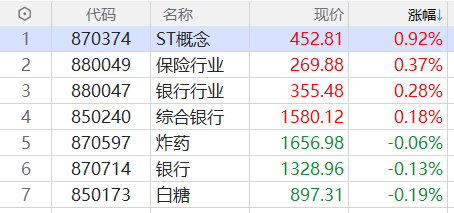 代码 名称 现价 涨幅↓
1 870374 ST概念 452.81 0.92%
2 880049 保险行业 269.88 0.37%
3 880047 银行行业 355.48 0.28%
4 850240 综合银行 1580.12 0.18%
5 870597 炸药 1656.98 -0.06%
6 870714 银行 1328.96 -0.13%
7 850173 白糖 897.31 -0.19%